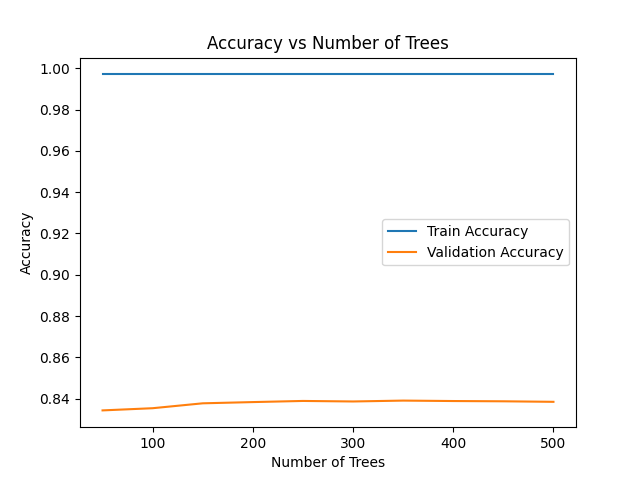 Accuracy vs Number of Trees
1.00
0.98
0.96
0.94
0.92
0.90
0.88
0.86
0.84
Accuracy
Train Accuracy
Validation Accuracy
100
200
300
400
500
Number of Trees